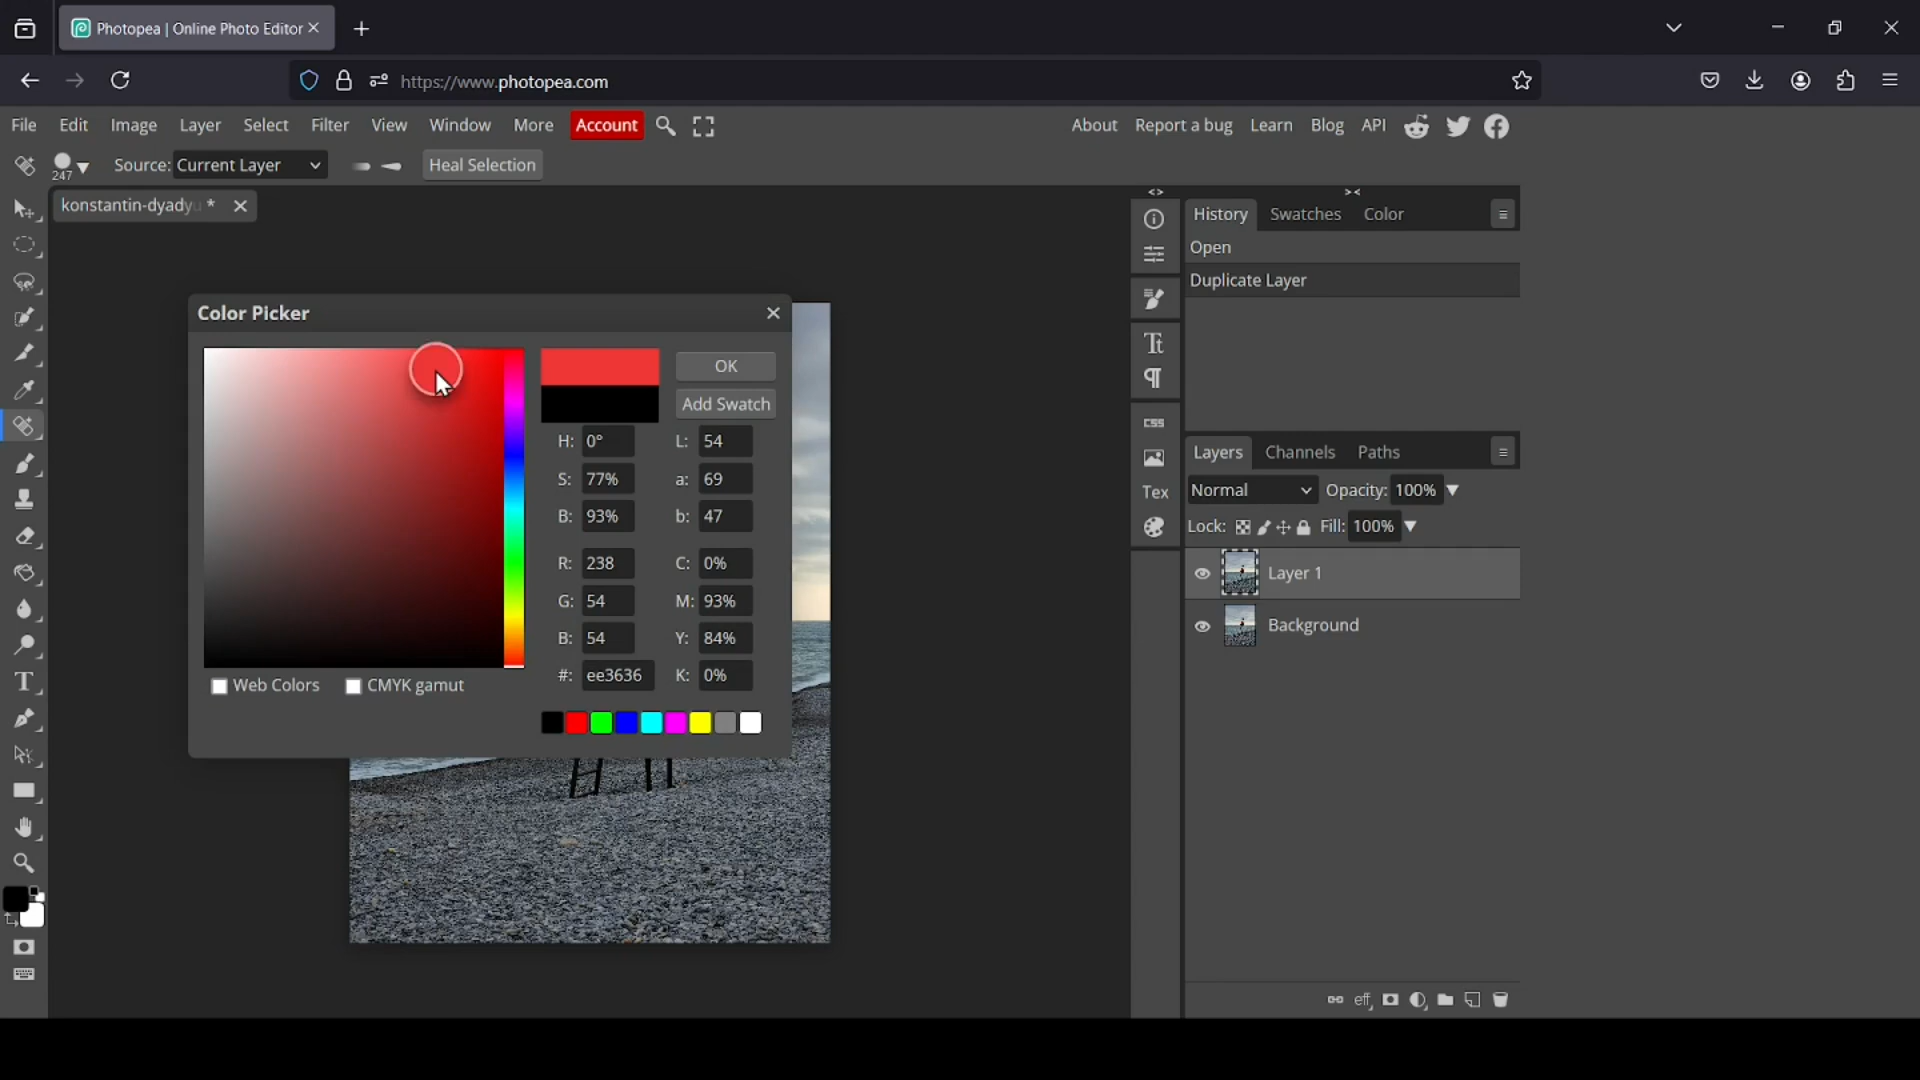 Photopea | Online Photo Editor
https://www.photopea.com
File Edit Image Layer Select Filter View Window More Account About Report a bug Learn Blog API
247 Source: Current Layer Heal Selection
konstantin-dyadyu *
History Swatches Color
Open
Duplicate Layer
Color Picker
OK
Add Swatch
H: 0° L: 54
S: 77% a: 69
B: 93% b: 47
R: 238 C: 0%
G: 54 M: 93%
B: 54 Y: 84%
#: ee3636 K: 0%
Web Colors CMYK gamut
CSS
Tex
Layers Channels Paths
Normal Opacity: 100%
Lock: Fill: 100%
Layer 1
Background
eff